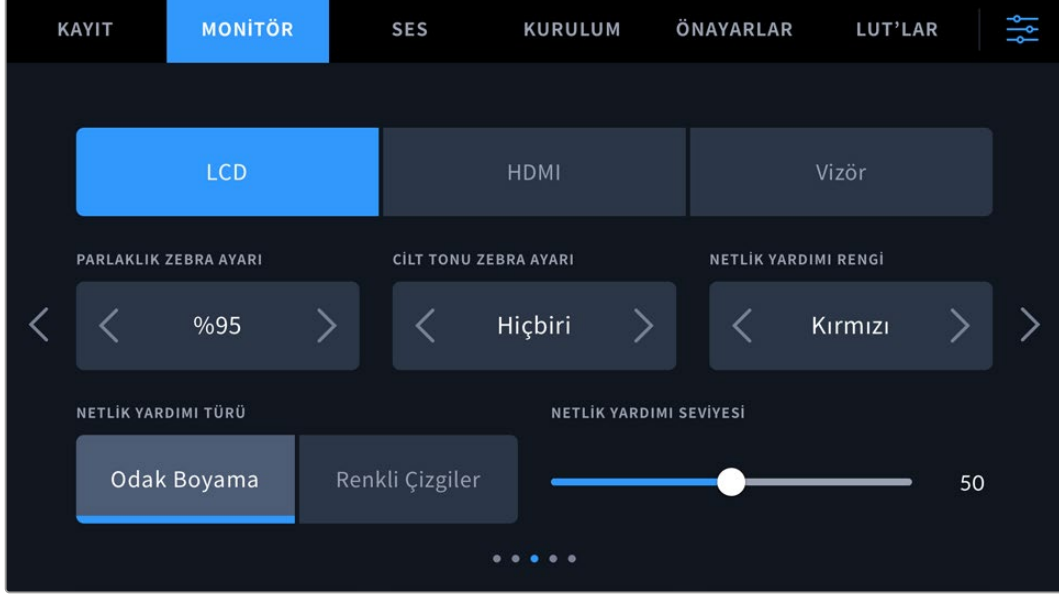 KAYIT MONİTÖR SES KURULUM ÖNAYARLAR LUT’LAR
LCD HDMI Vizör
PARLAKLIK ZEBRA AYARI CİLT TONU ZEBRA AYARI NETLİK YARDIMI RENGİ
%95 Hiçbiri Kırmızı
NETLİK YARDIMI TÜRÜ NETLİK YARDIMI SEVİYESİ
Odak Boyama Renkli Çizgiler 50